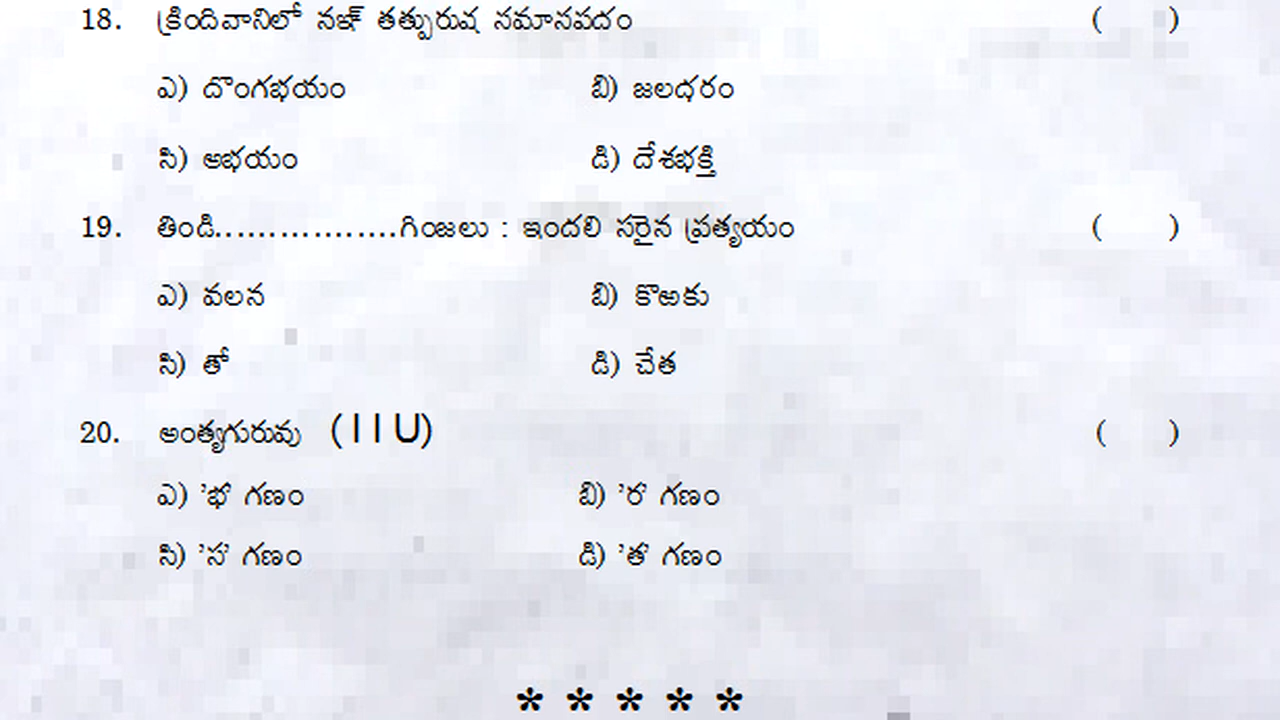 18. క్రిందివానిలో నఞ్ తత్పురుష సమాసపదం ( )
ఎ) దొంగభయం బి) జలదరం
సి) అభయం డి) దేశభక్తి
19. తిండి................గింజలు : ఇందలి సరైన ప్రత్యయం ( )
ఎ) వలన బి) కొఱకు
సి) తో డి) చేత
20. అంత్యగురువు ( I I U) ( )
ఎ) 'భ' గణం బి) 'ర' గణం
సి) 'స' గణం డి) 'త' గణం
* * * * *